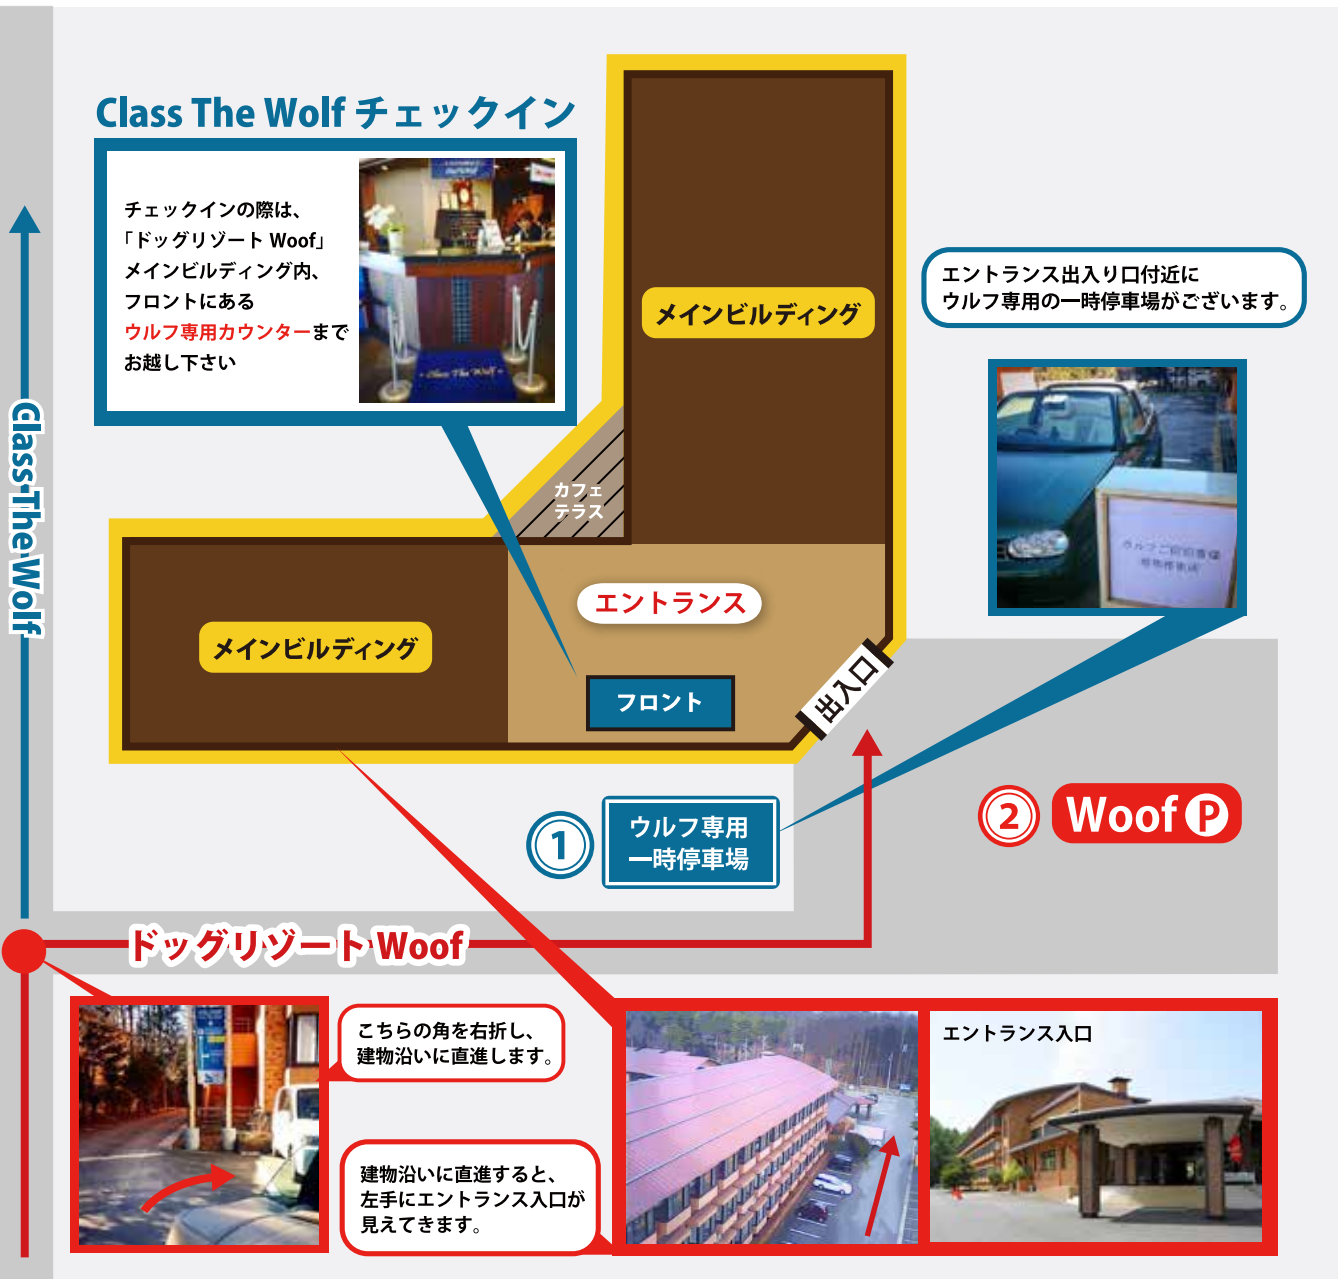 Class The Wolf チェックイン
チェックインの際は、
「ドッグリゾート Woof」
メインビルディング内、
フロントにある
ウルフ専用カウンターまで
お越し下さい
Class The Wolf
メインビルディング
エントランス出入り口付近に
ウルフ専用の一時停車場がございます。
Class The Wolf
カフェ
テラス
エントランス
メインビルディング
フロント
出入口
1
ウルフ専用
一時停車場
2
Woof P
ドッグリゾート Woof
こちらの角を右折し、
建物沿いに直進します。
建物沿いに直進すると、
左手にエントランス入口が
見えてきます。
エントランス入口